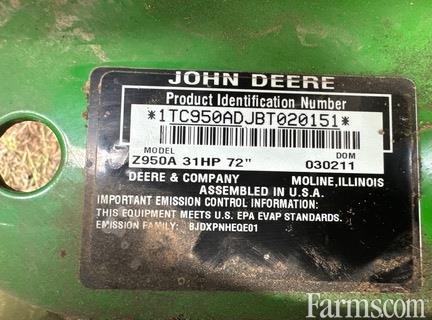 JOHN DEERE
Product Identification Number
*1TC950ADJBT020151*
MODEL DOM
Z950A 31HP 72" 030211
DEERE & COMPANY MOLINE, ILLINOIS
ASSEMBLED IN U.S.A.
IMPORTANT EMISSION CONTROL INFORMATION:
THIS EQUIPMENT MEETS U.S. EPA EVAP STANDARDS.
EMISSION FAMILY: BJDXPNHEQE01
Farms.com